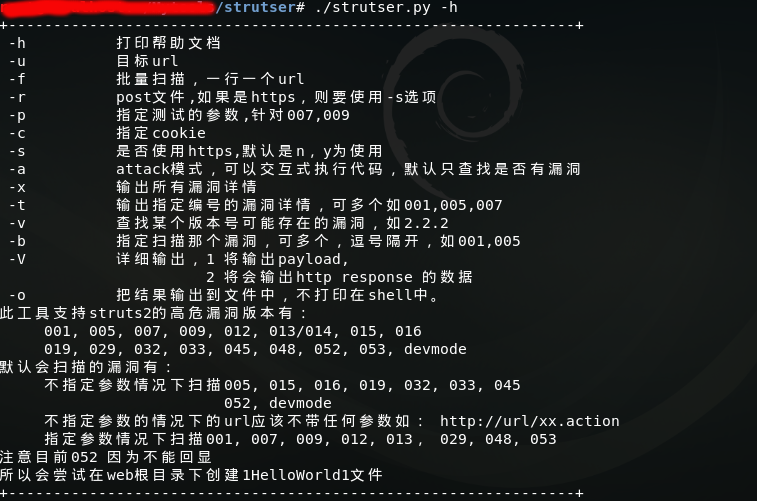 /strutser# ./strutser.py -h
+---------------------------------------------------------------+
-h 打印帮助文档
-u 目标url
-f 批量扫描，一行一个url
-r post文件,如果是https，则要使用-s选项
-p 指定测试的参数,针对007,009
-c 指定cookie
-s 是否使用https,默认是n，y为使用
-a attack模式，可以交互式执行代码，默认只查找是否有漏洞
-x 输出所有漏洞详情
-t 输出指定编号的漏洞详情，可多个如001,005,007
-v 查找某个版本号可能存在的漏洞，如2.2.2
-b 指定扫描那个漏洞，可多个，逗号隔开，如001,005
-V 详细输出，1 将输出payload,
2 将会输出http response 的数据
-o 把结果输出到文件中，不打印在shell中。
此工具支持struts2的高危漏洞版本有：
001, 005, 007, 009, 012, 013/014, 015, 016
019, 029, 032, 033, 045, 048, 052, 053, devmode
默认会扫描的漏洞有：
不指定参数情况下扫描005, 015, 016, 019, 032, 033, 045
052, devmode
不指定参数的情况下的url应该不带任何参数如： http://url/xx.action
指定参数情况下扫描001, 007, 009, 012, 013， 029, 048, 053
注意目前052 因为不能回显
所以会尝试在web根目录下创建1HelloWorld1文件
+---------------------------------------------------------------+